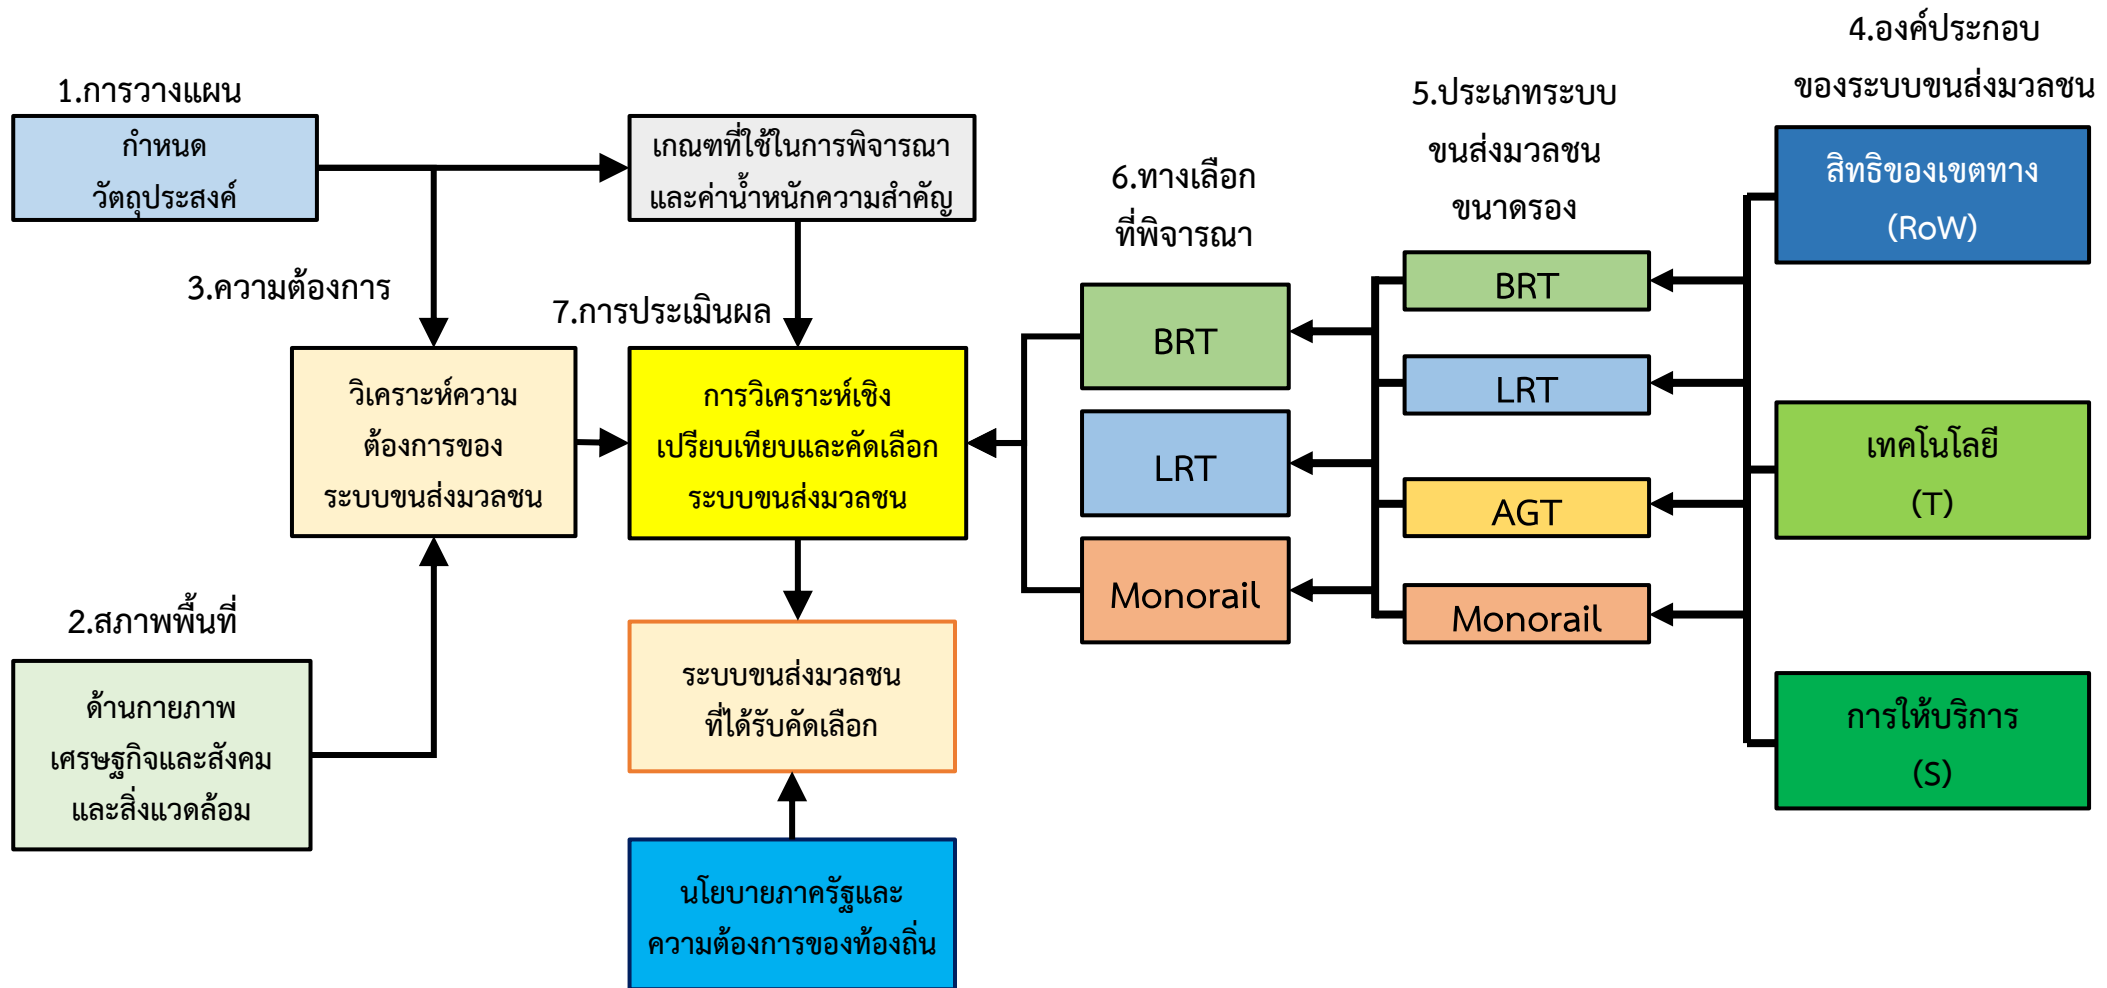 1.การวางแผน
กำหนด
วัตถุประสงค์
เกณฑที่ใช้ในการพิจารณา
และค่าน้ำหนักความสำคัญ
3.ความต้องการ
วิเคราะห์ความ
ต้องการของ
ระบบขนส่งมวลชน
2.สภาพพื้นที่
ด้านกายภาพ
เศรษฐกิจและสังคม
และสิ่งแวดล้อม
7.การประเมินผล
การวิเคราะห์เชิง
เปรียบเทียบและคัดเลือก
ระบบขนส่งมวลชน
ระบบขนส่งมวลชน
ที่ได้รับคัดเลือก
นโยบายภาครัฐและ
ความต้องการของท้องถิ่น
6.ทางเลือก
ที่พิจารณา
BRT
LRT
Monorail
5.ประเภทระบบ
ขนส่งมวลชน
ขนาดรอง
BRT
LRT
AGT
Monorail
4.องค์ประกอบ
ของระบบขนส่งมวลชน
สิทธิของเขตทาง
(RoW)
เทคโนโลยี
(T)
การให้บริการ
(S)